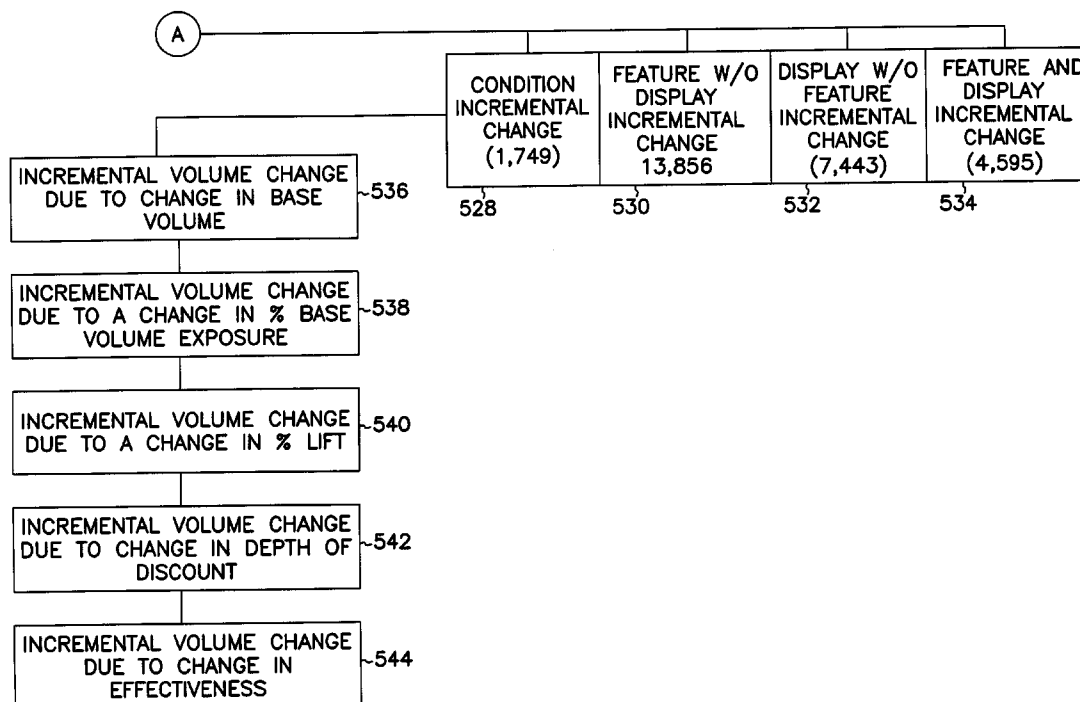 A
CONDITION
INCREMENTAL
CHANGE
(1,749)
528
FEATURE W/O
DISPLAY
INCREMENTAL
CHANGE
13,856
530
DISPLAY W/O
FEATURE
INCREMENTAL
CHANGE
(7,443)
532
FEATURE AND
DISPLAY
INCREMENTAL
CHANGE
(4,595)
534
INCREMENTAL VOLUME CHANGE
DUE TO CHANGE IN BASE
VOLUME
536
INCREMENTAL VOLUME CHANGE
DUE TO A CHANGE IN % BASE
VOLUME EXPOSURE
538
INCREMENTAL VOLUME CHANGE
DUE TO A CHANGE IN % LIFT
540
INCREMENTAL VOLUME CHANGE
DUE TO CHANGE IN DEPTH OF
DISCOUNT
542
INCREMENTAL VOLUME CHANGE
DUE TO CHANGE IN
EFFECTIVENESS
544